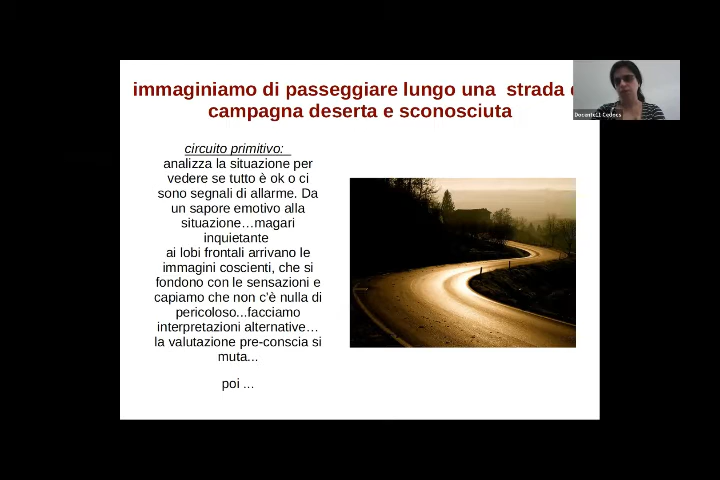 immaginiamo di passeggiare lungo una strada
campagna deserta e sconosciuta
circuito primitivo:
analizza la situazione per
vedere se tutto è ok o ci
sono segnali di allarme. Da
un sapore emotivo alla
situazione…magari
inquietante
ai lobi frontali arrivano le
immagini coscienti, che si
fondono con le sensazioni e
capiamo che non c'è nulla di
pericoloso...facciamo
interpretazioni alternative…
la valutazione pre-conscia si
muta...
poi ...
Docente11 Cedocs